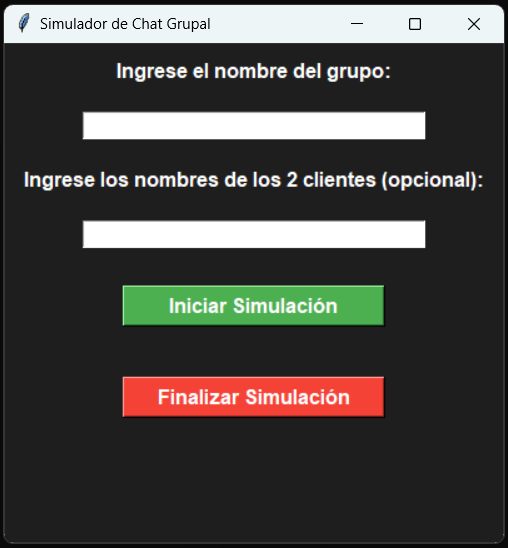 Simulador de Chat Grupal
Ingrese el nombre del grupo:
Ingrese los nombres de los 2 clientes (opcional):
Iniciar Simulación
Finalizar Simulación